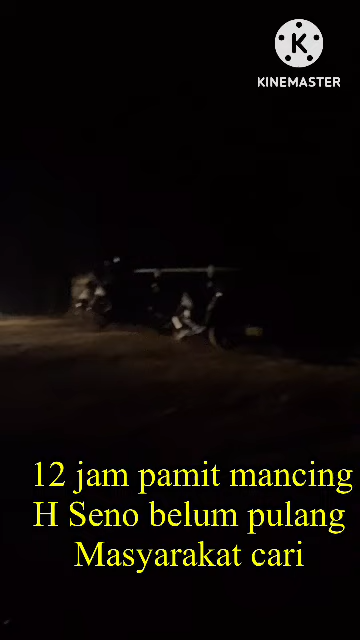 KINEMASTER
12 jam pamit mancing
H Seno belum pulang
Masyarakat cari